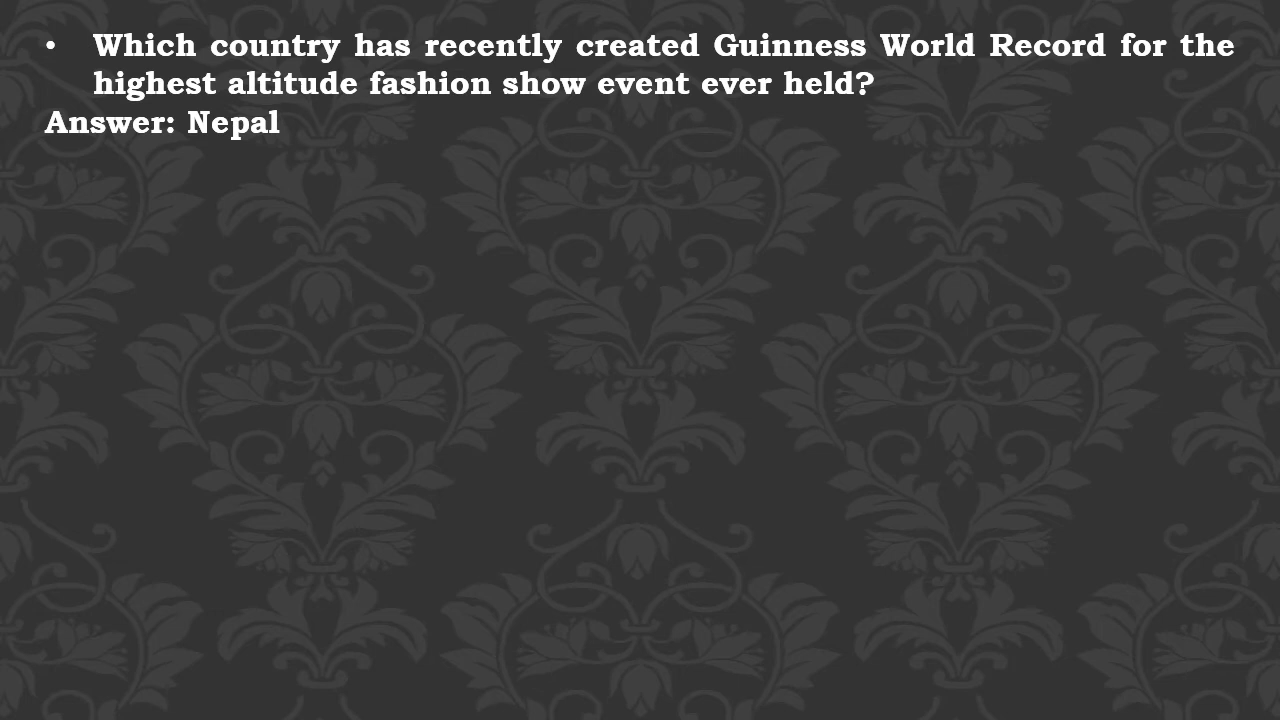 • Which country has recently created Guinness World Record for the
highest altitude fashion show event ever held?
Answer: Nepal